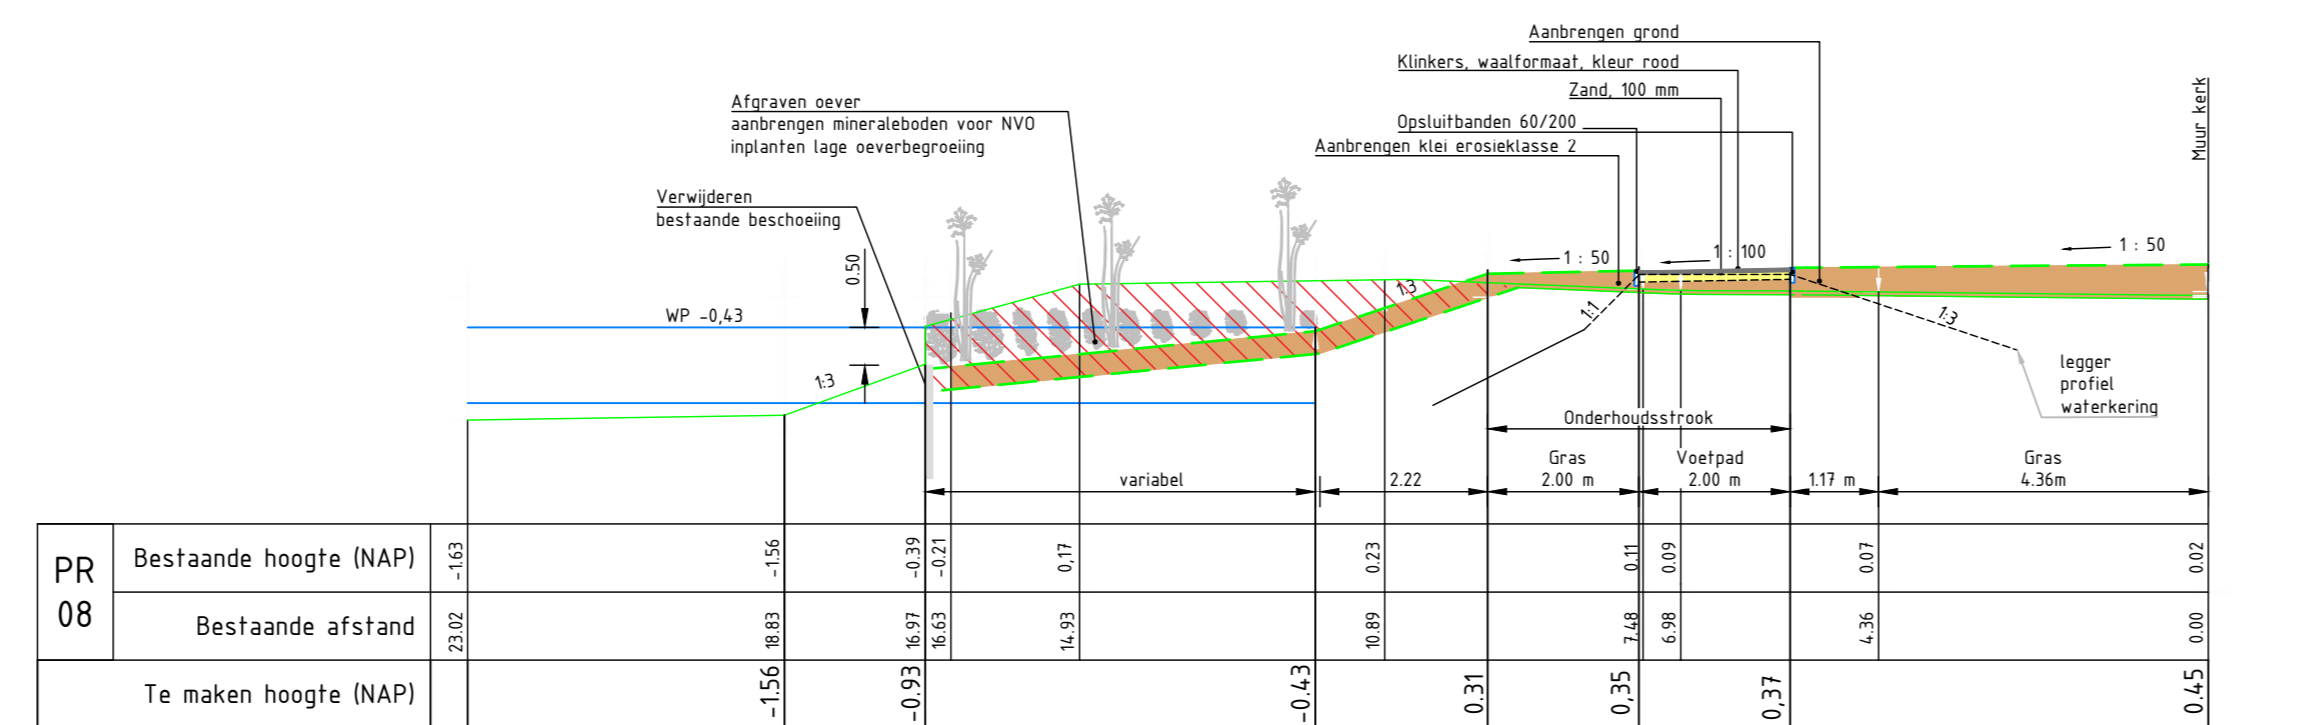 Aanbrengen grond
Klinkers, waalformaat, kleur rood
Zand, 100 mm
Opsluitbanden 60/200
Aanbrengen klei erosieklasse 2
Muur kerk
Afgraven oever
aanbrengen mineraleboden voor NVO
inplanten lage oeverbegroeiing
Verwijderen
bestaande beschoeiing
0.50
WP -0,43
1:3
1:3
1 : 50
1 : 100
1 : 50
1:1
1:3
legger
profiel
waterkering
Onderhoudsstrook
variabel
2.22
Gras
2.00 m
Voetpad
2.00 m
1.17 m
Gras
4.36m
PR
08
Bestaande hoogte (NAP) -1.63 -1.56 -0.39 -0.21 0,17 0.23 0.11 0.09 0.07 0.02
Bestaande afstand 23.02 18.83 16.97 16.63 14.93 10.89 7.48 6.98 4.36 0.00
Te maken hoogte (NAP) -1.56 -0.93 -0.43 0.31 0,35 0,37 0.45